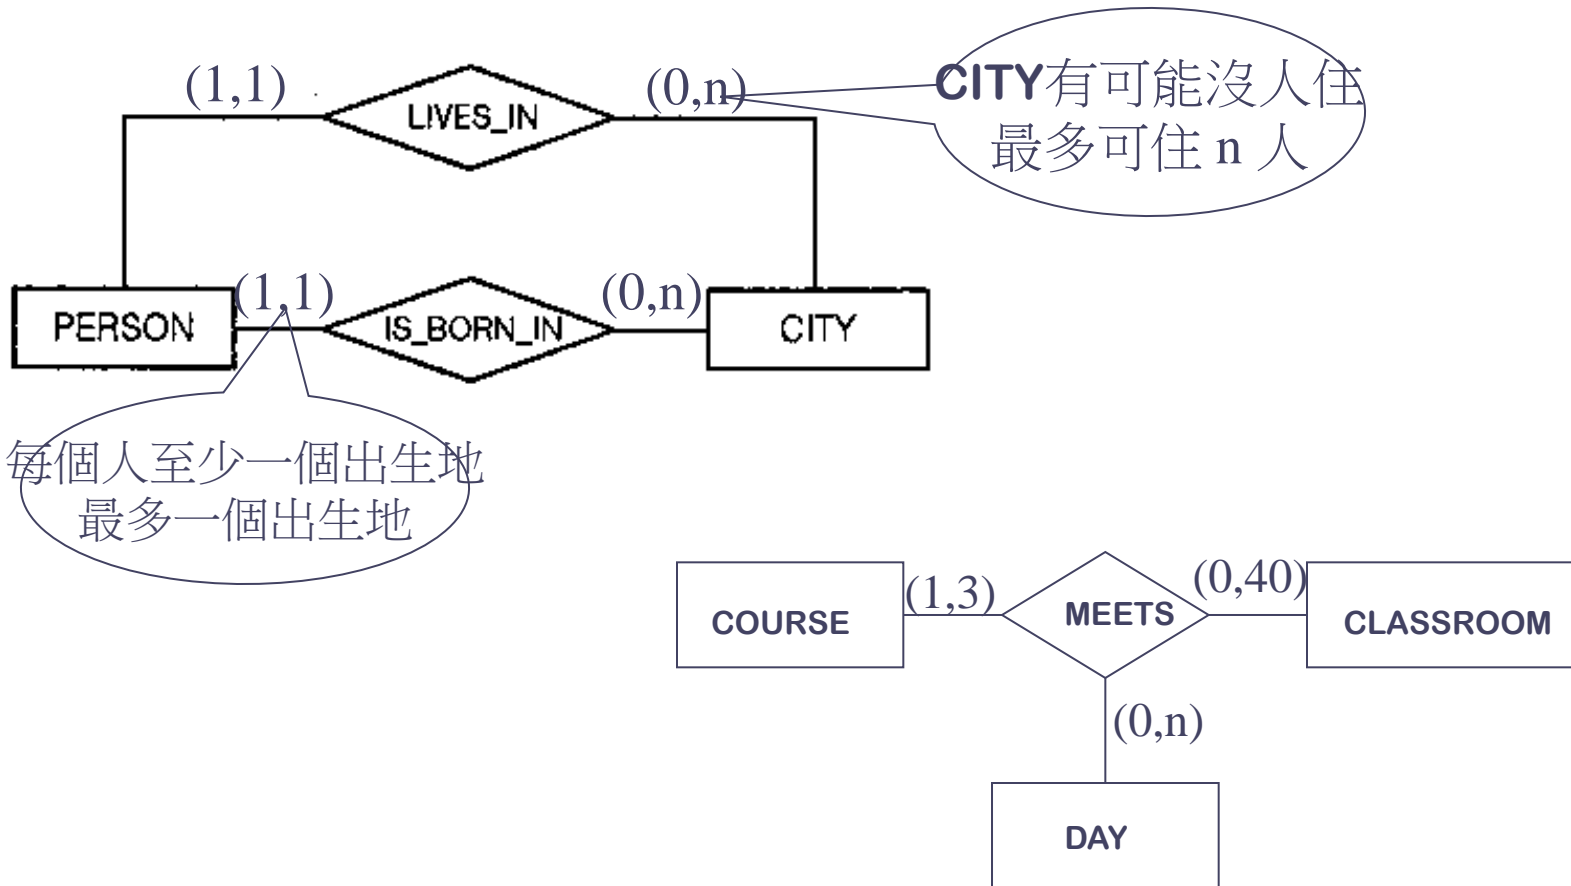 (1,1)
LIVES_IN
(0,n)
CITY有可能沒人住
最多可住 n 人
PERSON
(1,1)
IS_BORN_IN
(0,n)
CITY
每個人至少一個出生地
最多一個出生地
COURSE
(1,3)
MEETS
(0,40)
CLASSROOM
(0,n)
DAY